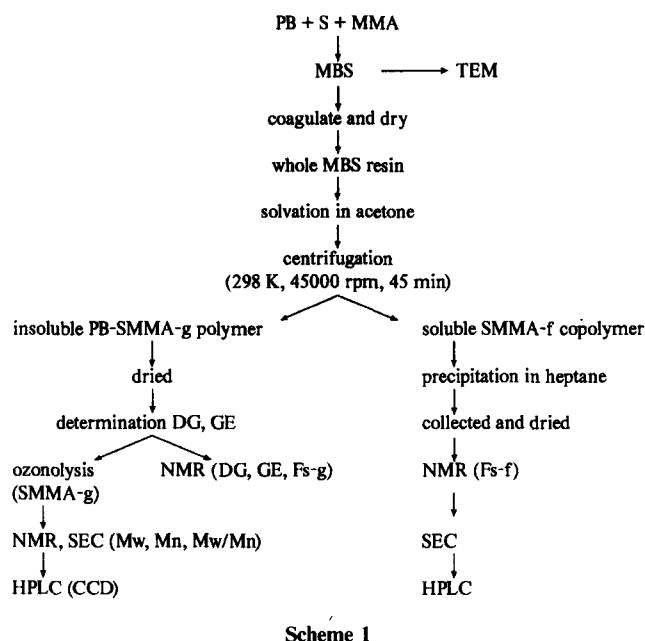 PB + S + MMA
MBS
TEM
coagulate and dry
whole MBS resin
solvation in acetone
centrifugation
(298 K, 45000 rpm, 45 min)
insoluble PB-SMMA-g polymer
soluble SMMA-f copolymer
dried
precipitation in heptane
determination DG, GE
collected and dried
ozonolysis
(SMMA-g)
NMR (DG, GE, Fs-g)
NMR (Fs-f)
NMR, SEC (Mw, Mn, Mw/Mn)
SEC
HPLC (CCD)
HPLC
Scheme 1